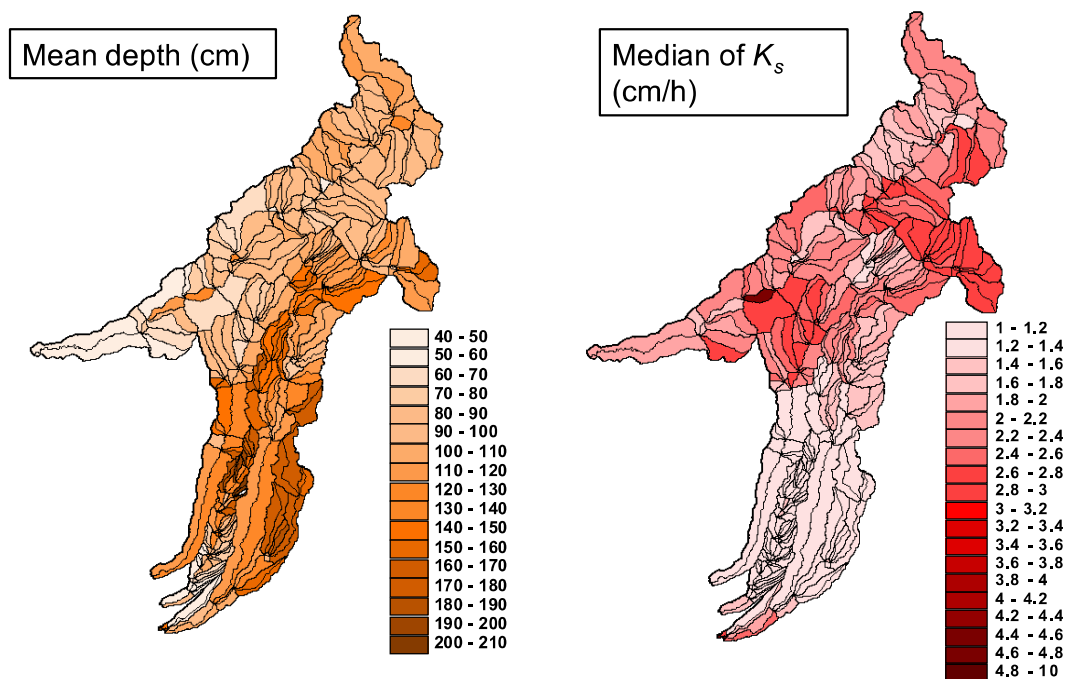 Mean depth (cm)
Median of Ks
(cm/h)
40 - 50
50 - 60
60 - 70
70 - 80
80 - 90
90 - 100
100 - 110
110 - 120
120 - 130
130 - 140
140 - 150
150 - 160
160 - 170
170 - 180
180 - 190
190 - 200
200 - 210
1 - 1.2
1.2 - 1.4
1.4 - 1.6
1.6 - 1.8
1.8 - 2
2 - 2.2
2.2 - 2.4
2.4 - 2.6
2.6 - 2.8
2.8 - 3
3 - 3.2
3.2 - 3.4
3.4 - 3.6
3.6 - 3.8
3.8 - 4
4 - 4.2
4.2 - 4.4
4.4 - 4.6
4.6 - 4.8
4.8 - 10